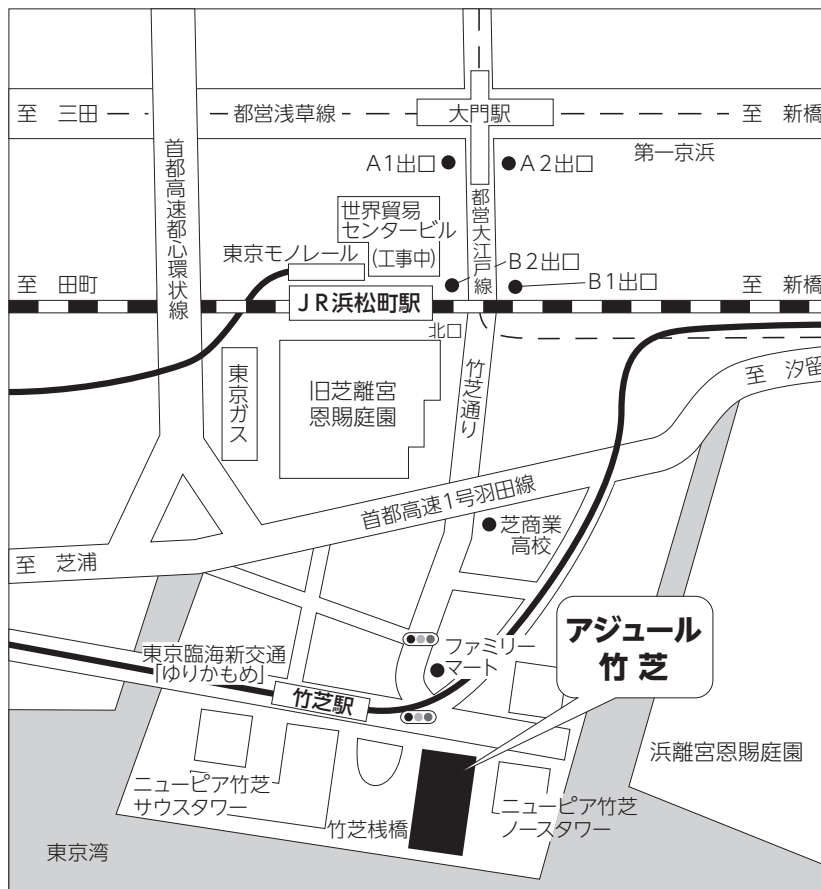 至 三田
都営浅草線
大門駅
至 新橋
第一京浜
A1出口
A2出口
首都高速都心環状線
世界貿易
センタービル
(工事中)
都営大江戸線
東京モノレール
B2出口
B1出口
至 田町
至 新橋
JR浜松町駅
北口
至 汐留
東京ガス
旧芝離宮
恩賜庭園
竹芝通り
首都高速1号羽田線
芝商業
高校
至 芝浦
アジュール
竹芝
東京臨海新交通
「ゆりかもめ」
ファミリー
マート
竹芝駅
浜離宮恩賜庭園
ニューピア竹芝
サウスタワー
竹芝桟橋
ニューピア竹芝
ノースタワー
東京湾